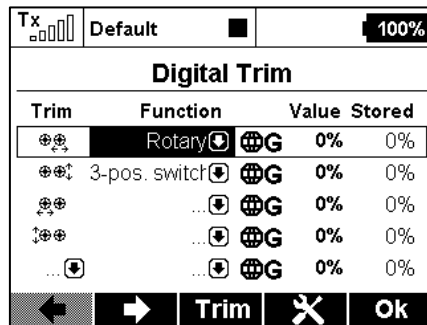 Tx Default 100%
Digital Trim
Trim Function Value Stored
Rotary G 0% 0%
3-pos. switch G 0% 0%
... G 0% 0%
... G 0% 0%
... ... G 0% 0%
Trim Ok